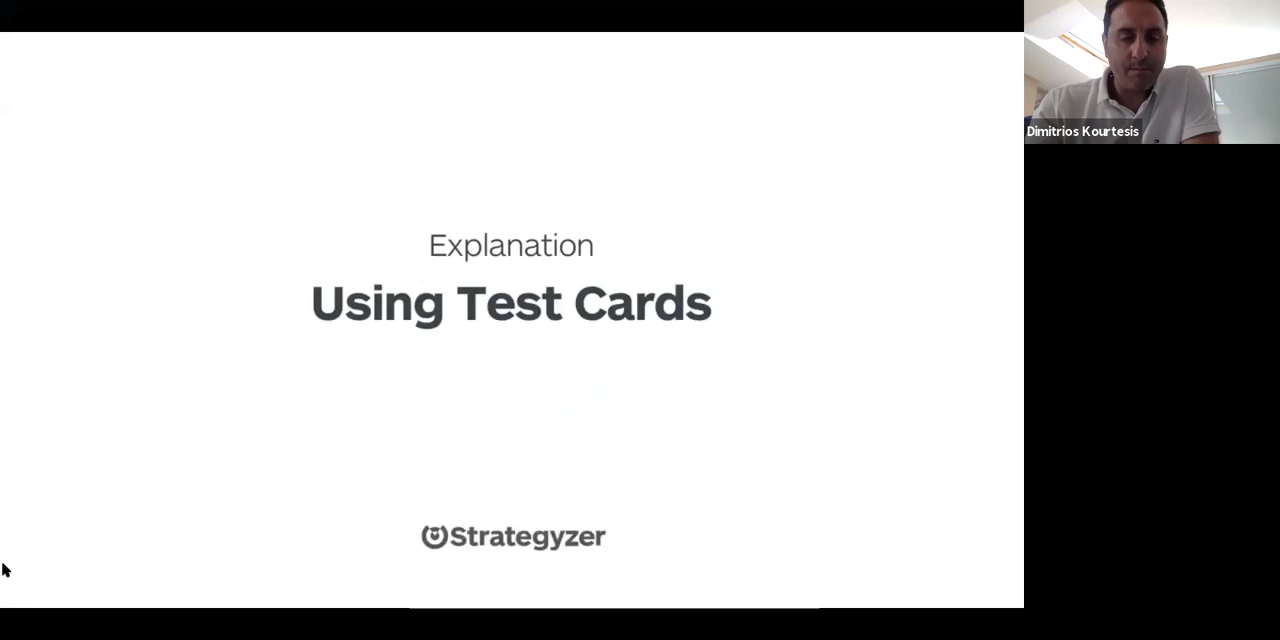 Explanation
Using Test Cards
Strategyzer
Dimitrios Kourtesis